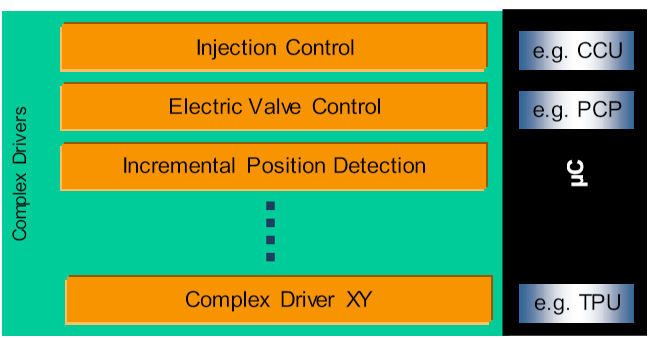 Complex Drivers
Injection Control
e.g. CCU
Electric Valve Control
e.g. PCP
Incremental Position Detection
µC
Complex Driver XY
e.g. TPU